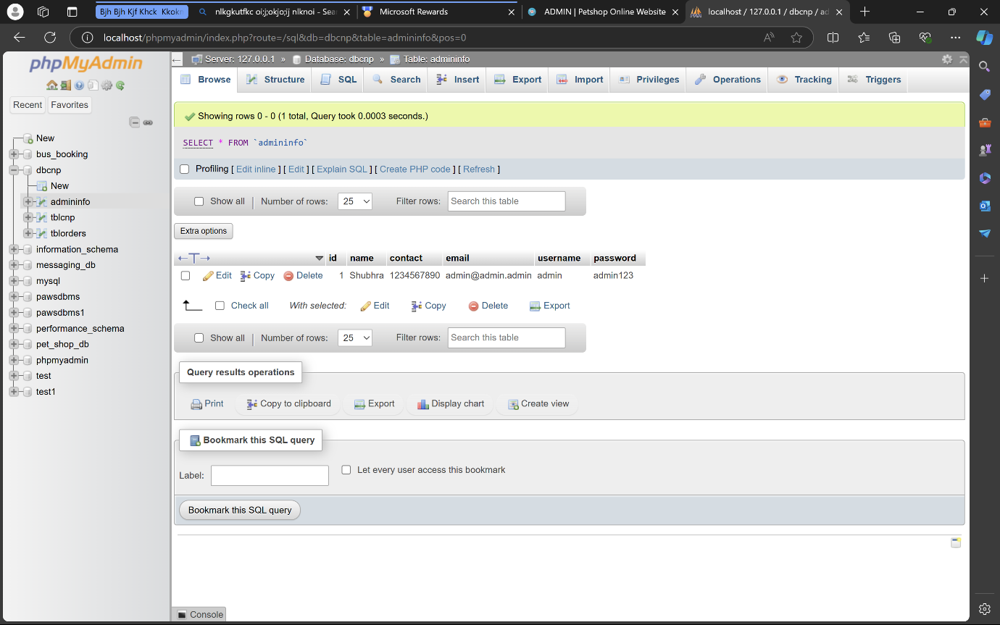 Bjh Bjh Kjf Khck Kkokn
nlkgkutfkc oi;j;okjo;ij nlknoi - Sear
Microsoft Rewards
ADMIN | Petshop Online Website
localhost / 127.0.0.1 / dbcnp / ad
localhost/phpmyadmin/index.php?route=/sql&db=dbcnp&table=admininfo&pos=0
phpMyAdmin
Recent
Favorites
New
bus_booking
dbcnp
New
admininfo
tblcnp
tblorders
information_schema
messaging_db
mysql
pawsdbms
pawsdbms1
performance_schema
pet_shop_db
phpmyadmin
test
test1
Server: 127.0.0.1 » Database: dbcnp » Table: admininfo
Browse Structure SQL Search Insert Export Import Privileges Operations Tracking Triggers
Showing rows 0 - 0 (1 total, Query took 0.0003 seconds.)
SELECT * FROM `admininfo`
Profiling [ Edit inline ] [ Edit ] [ Explain SQL ] [ Create PHP code ] [ Refresh ]
Show all | Number of rows: 25 Filter rows: Search this table
Extra options
id name contact email username password
Edit Copy Delete 1 Shubhra 1234567890 admin@admin.admin admin admin123
Check all With selected: Edit Copy Delete Export
Show all | Number of rows: 25 Filter rows: Search this table
Query results operations
Print Copy to clipboard Export Display chart Create view
Bookmark this SQL query
Label: Let every user access this bookmark
Bookmark this SQL query
Console